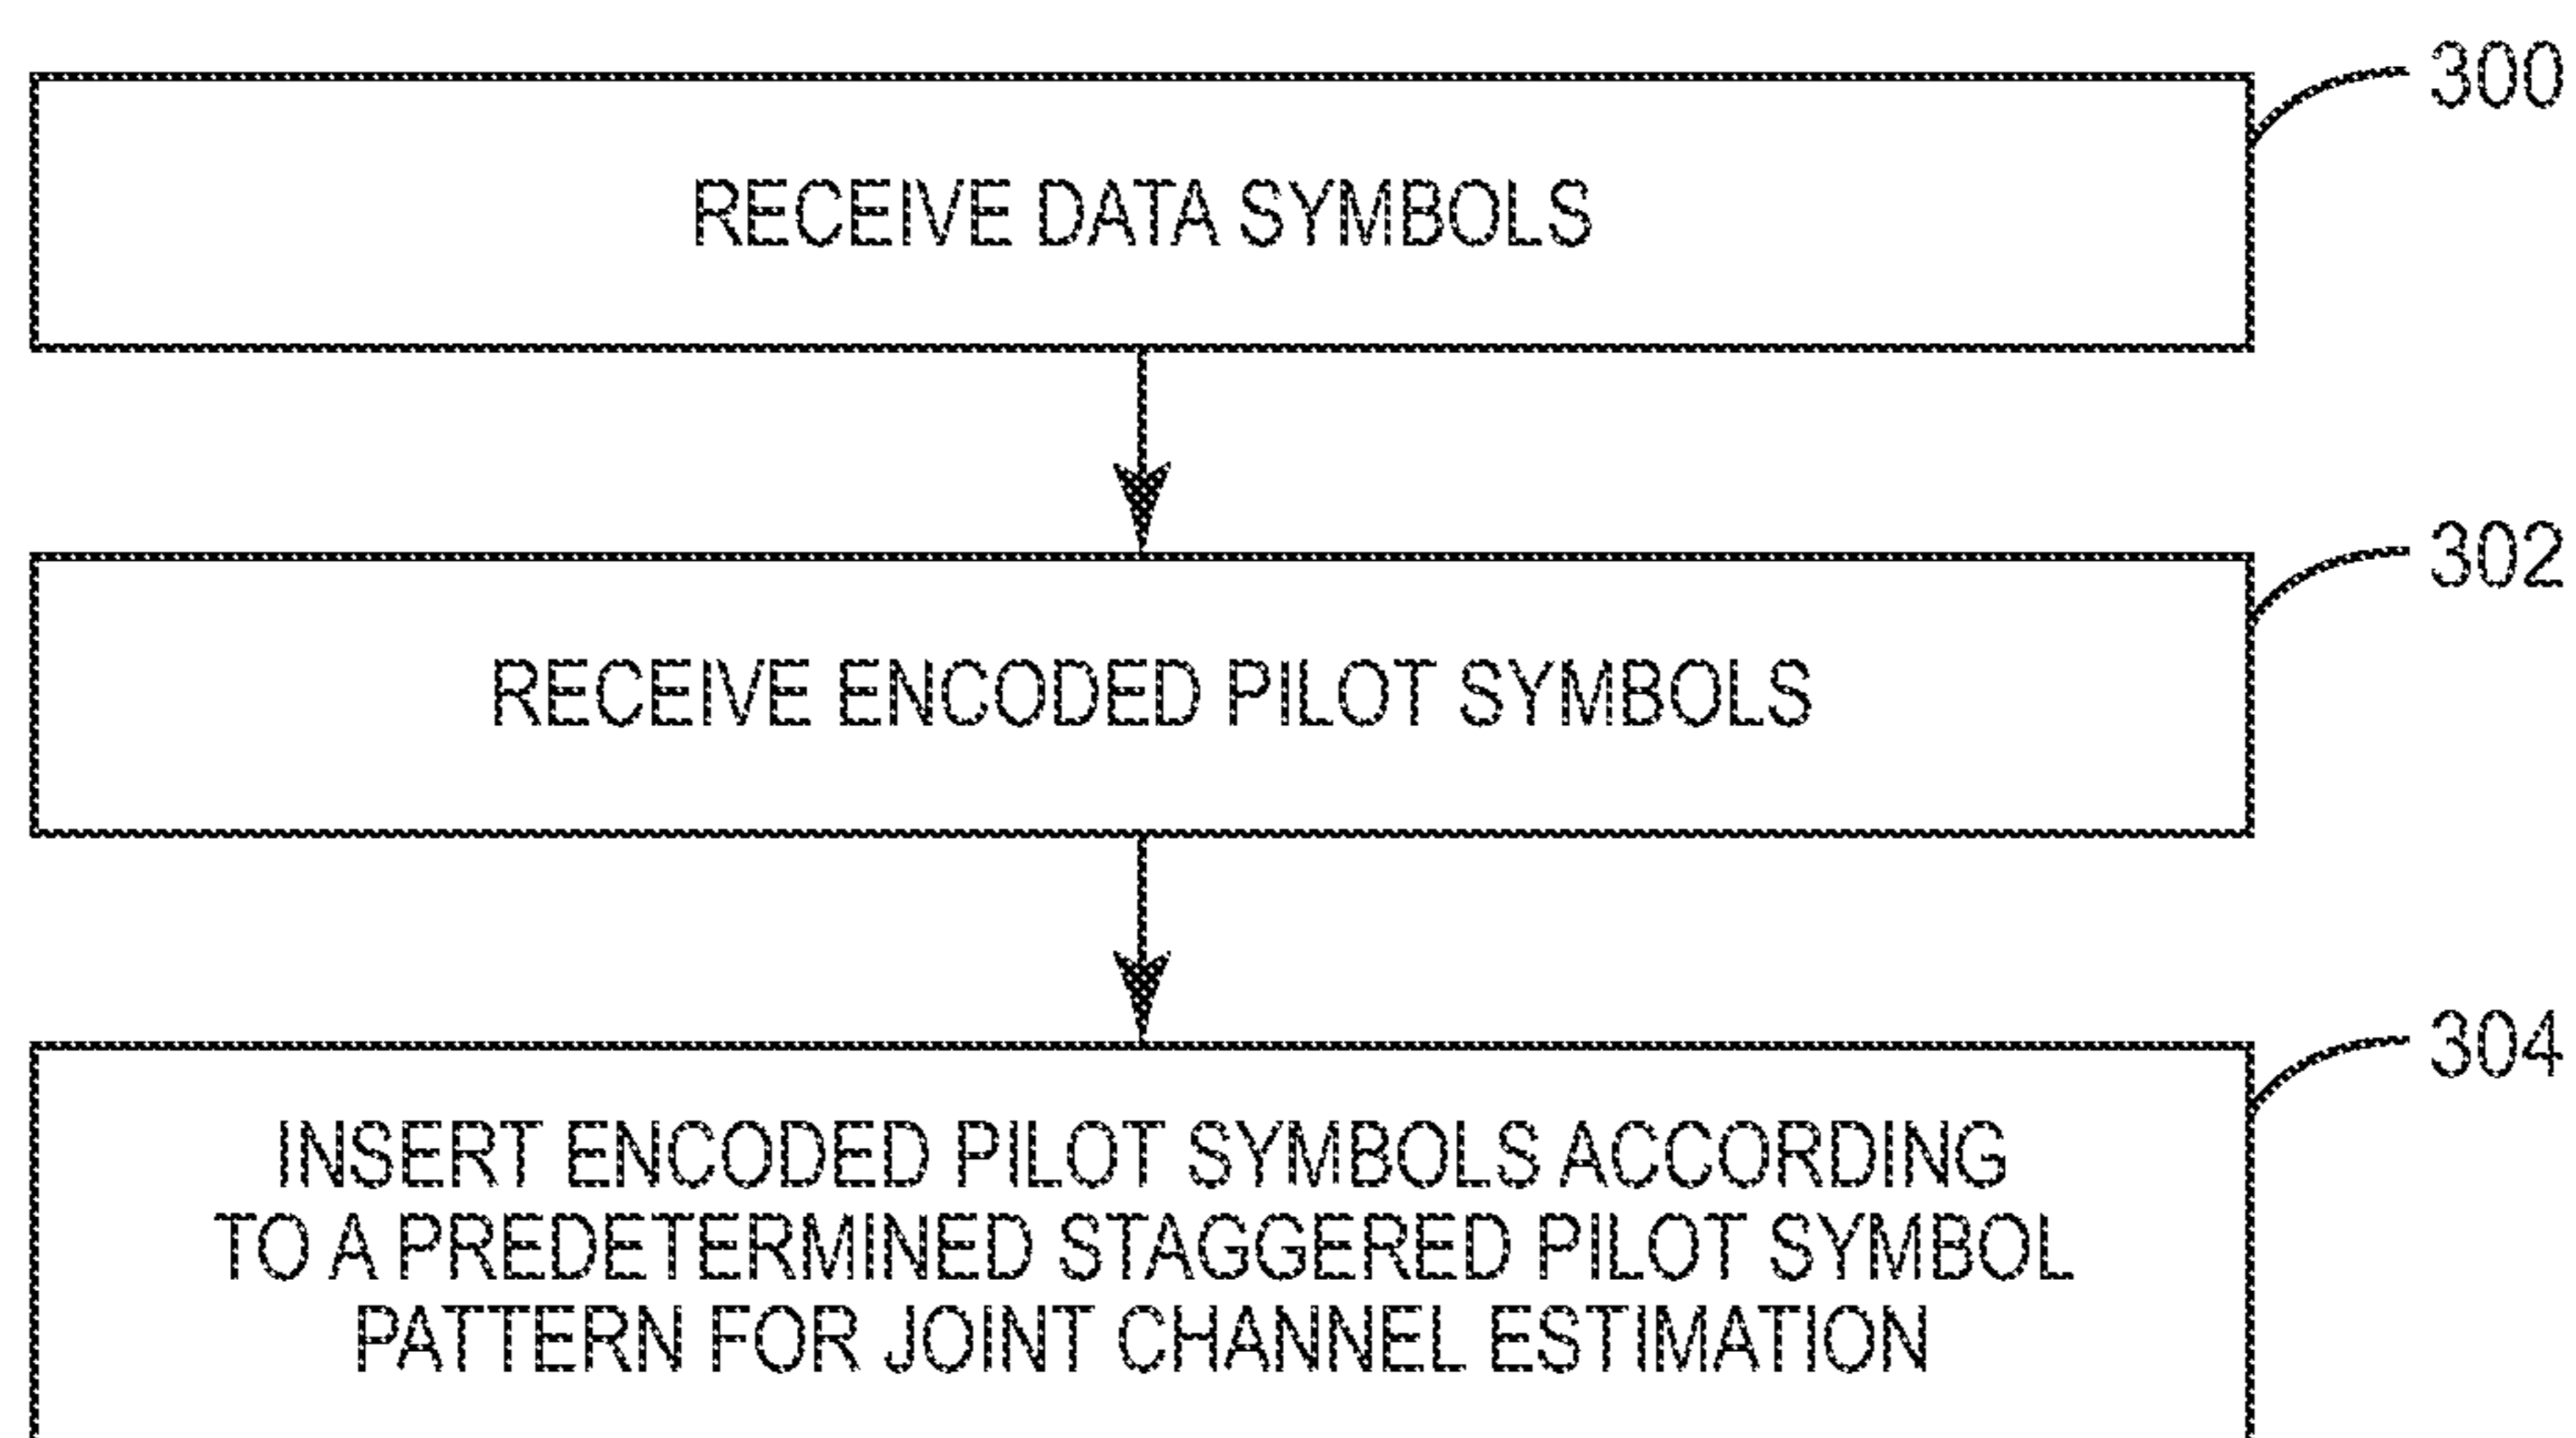 300
RECEIVE DATA SYMBOLS
302
RECEIVE ENCODED PILOT SYMBOLS
304
INSERT ENCODED PILOT SYMBOLS ACCORDING
TO A PREDETERMINED STAGGERED PILOT SYMBOL
PATTERN FOR JOINT CHANNEL ESTIMATION